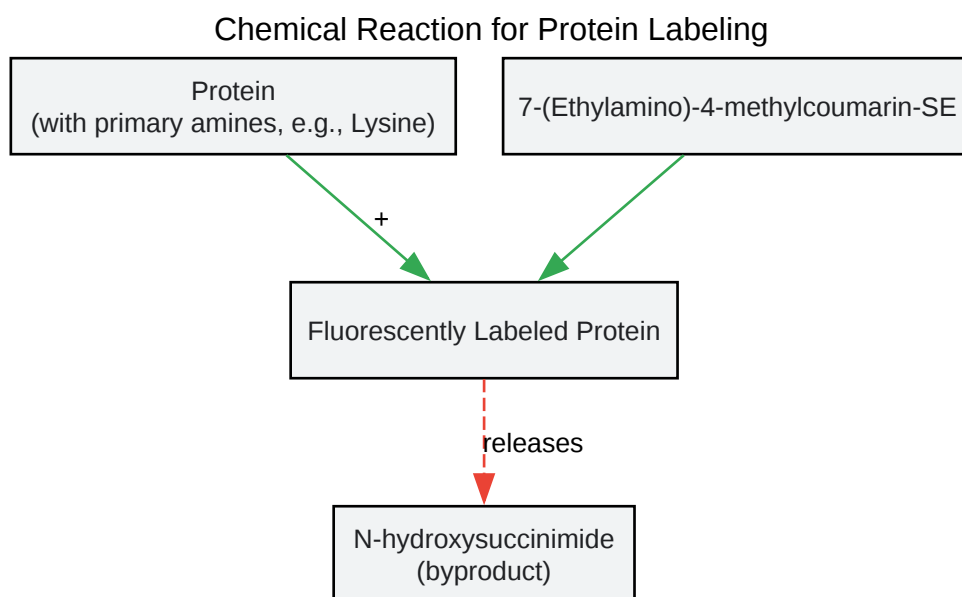 Chemical Reaction for Protein Labeling
Protein
(with primary amines, e.g., Lysine)
7-(Ethylamino)-4-methylcoumarin-SE
+
Fluorescently Labeled Protein
releases
N-hydroxysuccinimide
(byproduct)